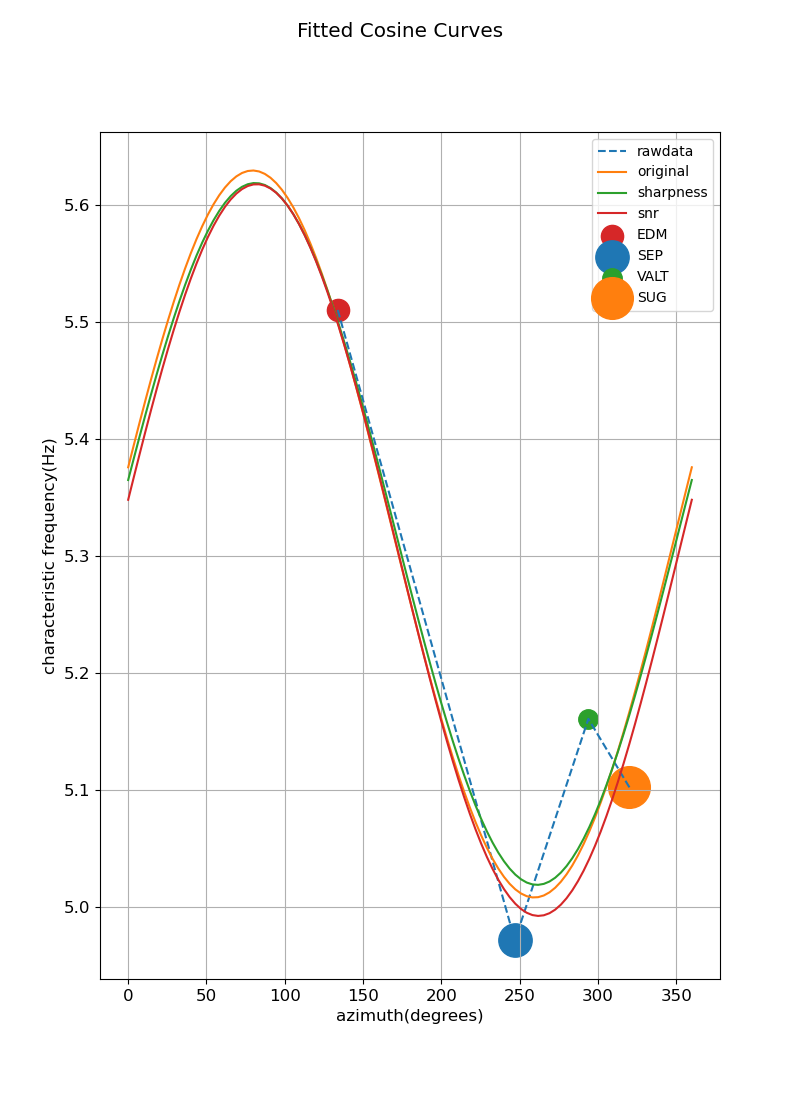 Fitted Cosine Curves
rawdata
original
sharpness
snr
EDM
SEP
VALT
SUG
characteristic frequency(Hz)
5.6
5.5
5.4
5.3
5.2
5.1
5.0
0 50 100 150 200 250 300 350
azimuth(degrees)